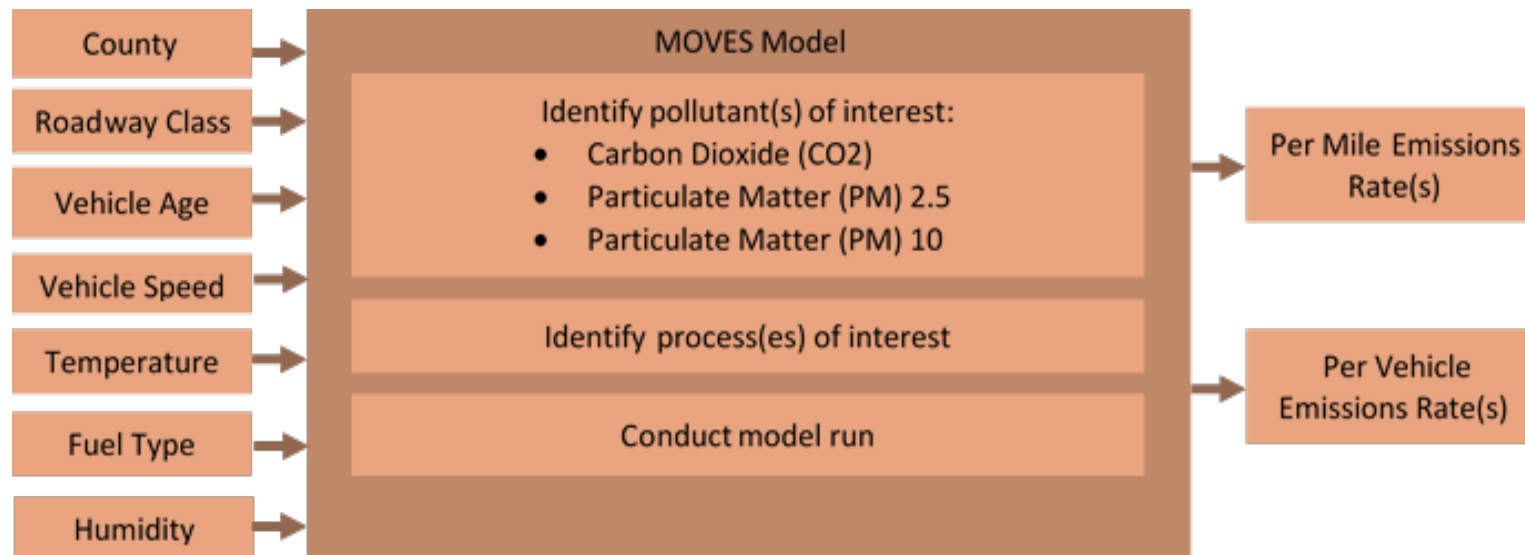 County
Roadway Class
Vehicle Age
Vehicle Speed
Temperature
Fuel Type
Humidity
MOVES Model
Identify pollutant(s) of interest:
• Carbon Dioxide (CO2)
• Particulate Matter (PM) 2.5
• Particulate Matter (PM) 10
Identify process(es) of interest
Conduct model run
Per Mile Emissions
Rate(s)
Per Vehicle
Emissions Rate(s)